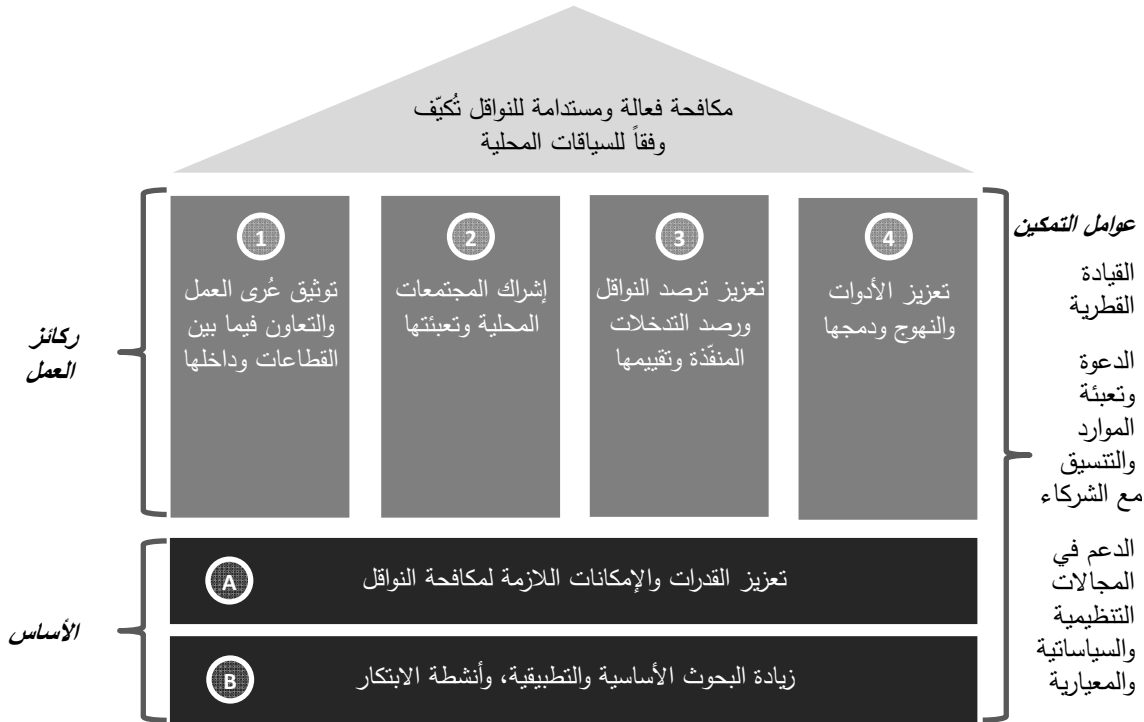 مكافحة فعالة ومستدامة للنواقل تُكيّف
وفقاً للسياقات المحلية
عوامل التمكين
القيادة
القطرية
الدعوة
وتعبئة
الموارد
والتنسيق
مع الشركاء
الدعم في
المجالات
التنظيمية
والسياساتية
والمعيارية
ركائز
العمل
1
توثيق عُرى العمل
والتعاون فيما بين
القطاعات وداخلها
2
إشراك المجتمعات
المحلية وتعبئتها
3
تعزيز ترصد النواقل
ورصد التدخلات
المنفّذة وتقييمها
4
تعزيز الأدوات
والنهوج ودمجها
الأساس
A
تعزيز القدرات والإمكانات اللازمة لمكافحة النواقل
B
زيادة البحوث الأساسية والتطبيقية، وأنشطة الابتكار